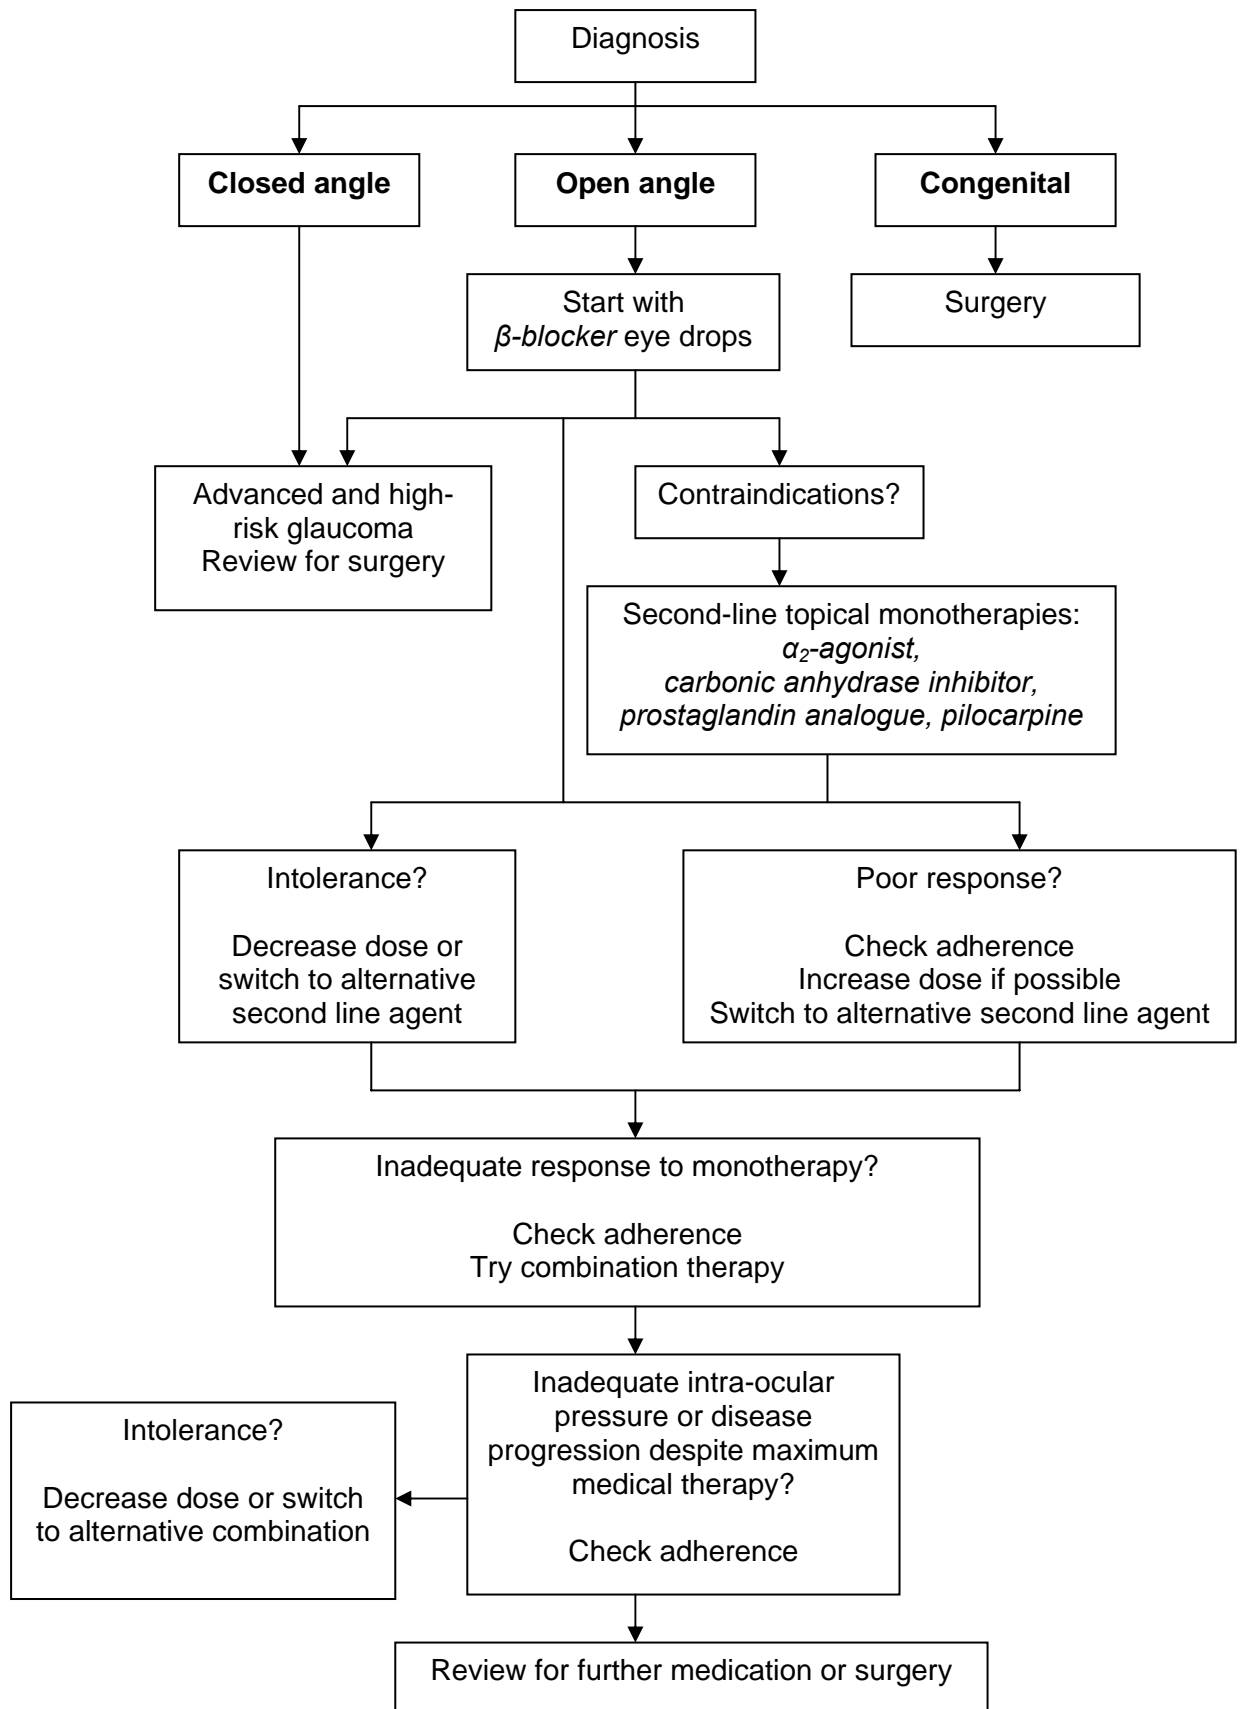 Diagnosis
Closed angle
Open angle
Congenital
Start with
β-blocker eye drops
Surgery
Advanced and high-
risk glaucoma
Review for surgery
Contraindications?
Second-line topical monotherapies:
α₂-agonist,
carbonic anhydrase inhibitor,
prostaglandin analogue, pilocarpine
Intolerance?
Decrease dose or
switch to alternative
second line agent
Poor response?
Check adherence
Increase dose if possible
Switch to alternative second line agent
Inadequate response to monotherapy?
Check adherence
Try combination therapy
Inadequate intra-ocular
pressure or disease
progression despite maximum
medical therapy?
Check adherence
Intolerance?
Decrease dose or switch
to alternative combination
Review for further medication or surgery